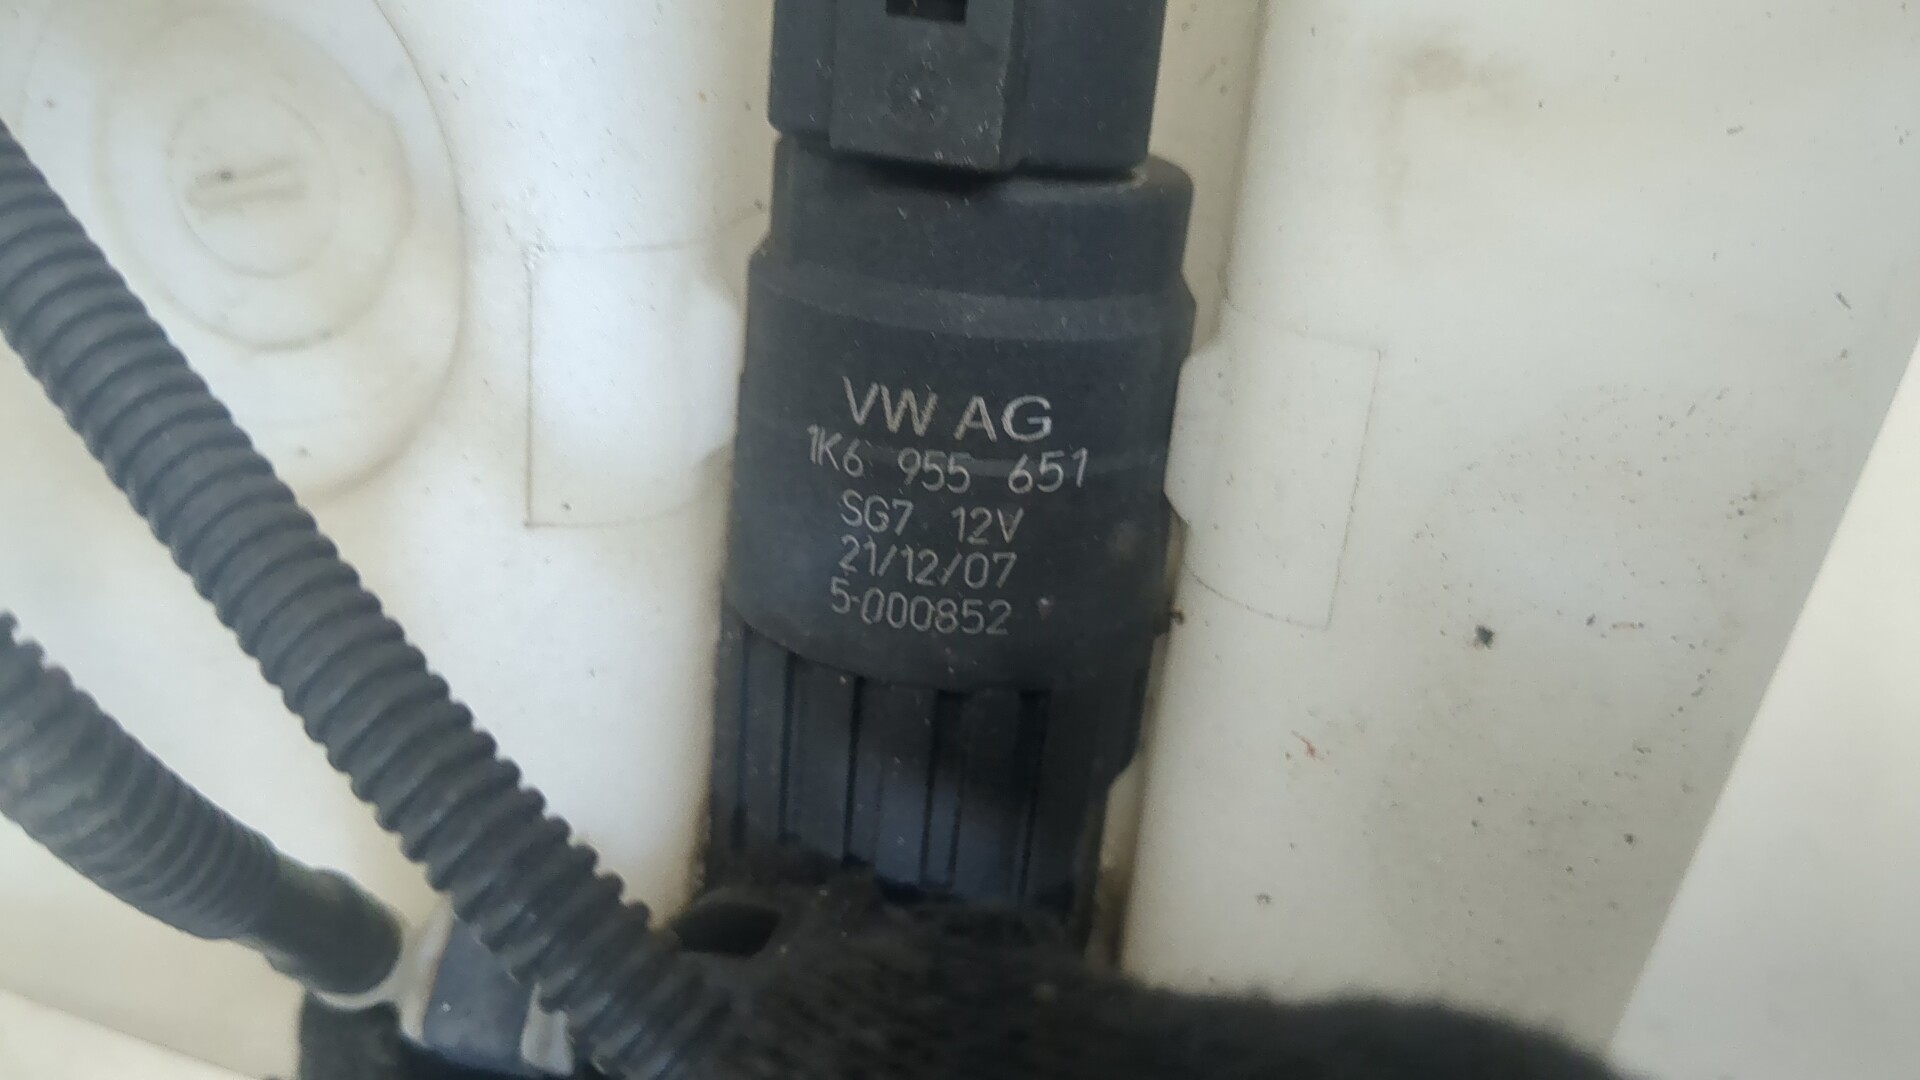 VW AG
1K6 955 651
SG7 12V
21/12/07
5-000852